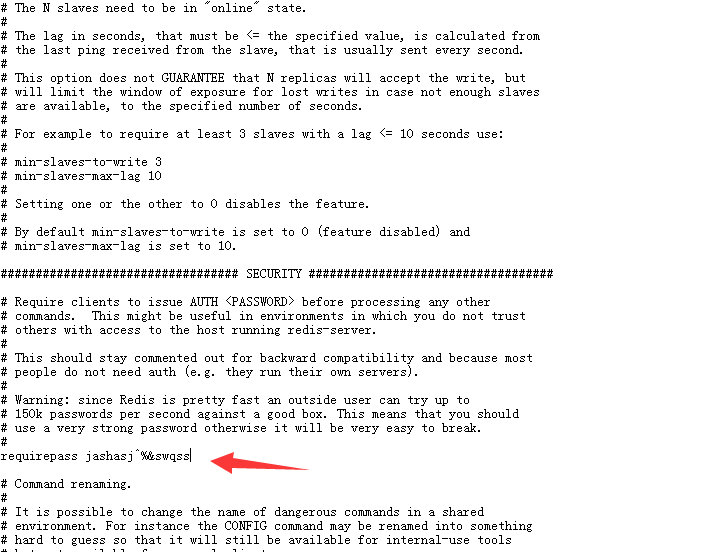 # The N slaves need to be in "online" state.
#
# The lag in seconds, that must be <= the specified value, is calculated from
# the last ping received from the slave, that is usually sent every second.
#
# This option does not GUARANTEE that N replicas will accept the write, but
# will limit the window of exposure for lost writes in case not enough slaves
# are available, to the specified number of seconds.
#
# For example to require at least 3 slaves with a lag <= 10 seconds use:
#
# min-slaves-to-write 3
# min-slaves-max-lag 10
#
# Setting one or the other to 0 disables the feature.
#
# By default min-slaves-to-write is set to 0 (feature disabled) and
# min-slaves-max-lag is set to 10.
################################## SECURITY ###################################
# Require clients to issue AUTH <PASSWORD> before processing any other
# commands.  This might be useful in environments in which you do not trust
# others with access to the host running redis-server.
#
# This should stay commented out for backward compatibility and because most
# people do not need auth (e.g. they run their own servers).
#
# Warning: since Redis is pretty fast an outside user can try up to
# 150k passwords per second against a good box. This means that you should
# use a very strong password otherwise it will be very easy to break.
#
requirepass jashasj^%&swqss
# Command renaming.
#
# It is possible to change the name of dangerous commands in a shared
# environment. For instance the CONFIG command may be renamed into something
# hard to guess so that it will still be available for internal-use tools